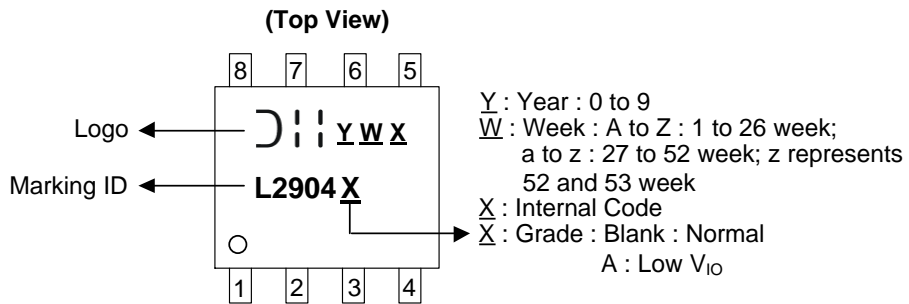 (Top View)
8 7 6 5
Logo
Y W X
Marking ID
L2904 X
Y : Year : 0 to 9
W : Week : A to Z : 1 to 26 week;
a to z : 27 to 52 week; z represents
52 and 53 week
X : Internal Code
X : Grade : Blank : Normal
A : Low VIO
1 2 3 4